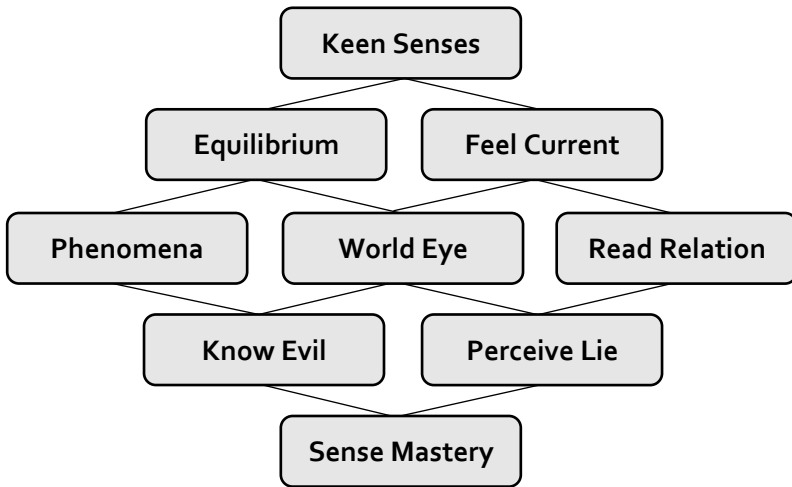 Keen Senses
Equilibrium
Feel Current
Phenomena
World Eye
Read Relation
Know Evil
Perceive Lie
Sense Mastery